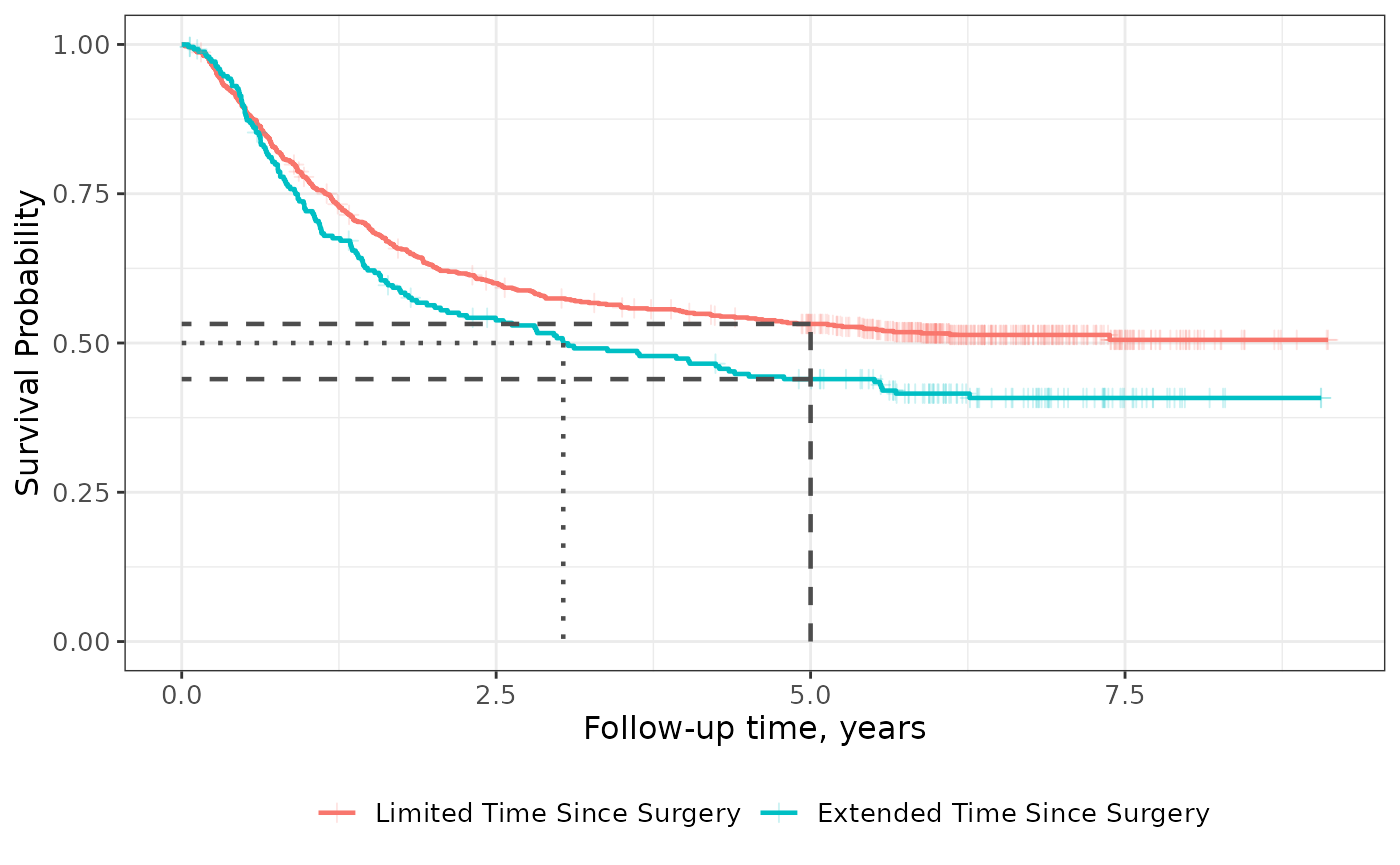 Survival Probability
1.00
0.75
0.50
0.25
0.00
0.0 2.5 5.0 7.5
Follow-up time, years
Limited Time Since Surgery Extended Time Since Surgery